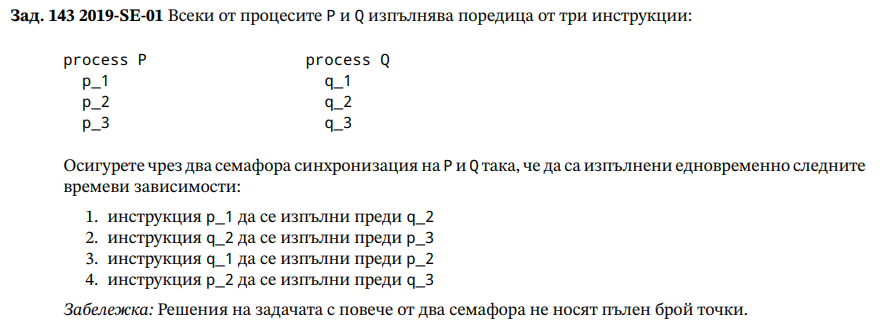 Зад. 143 2019-SE-01 Всеки от процесите P и Q изпълнява поредица от три инструкции:
process P process Q
p_1 q_1
p_2 q_2
p_3 q_3
Осигурете чрез два семафора синхронизация на P и Q така, че да са изпълнени едновременно следните
времеви зависимости:
1. инструкция p_1 да се изпълни преди q_2
2. инструкция q_2 да се изпълни преди p_3
3. инструкция q_1 да се изпълни преди p_2
4. инструкция p_2 да се изпълни преди q_3
Забележка: Решения на задачата с повече от два семафора не носят пълен брой точки.